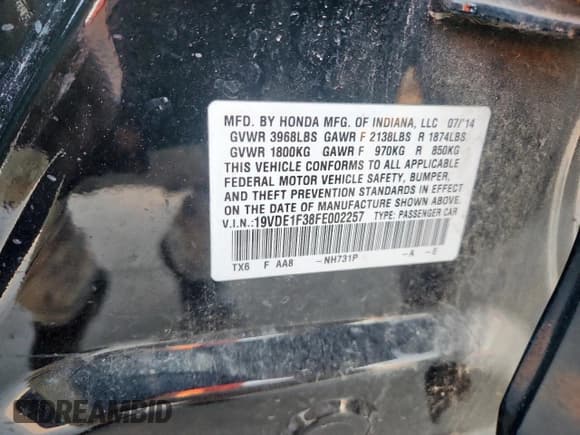 MFD. BY HONDA MFG. OF INDIANA, LLC 07/'14
GVWR 3968LBS GAWR F 2138LBS R 1874LBS
GVWR 1800KG GAWR F 970KG R 850KG
THIS VEHICLE CONFORMS TO ALL APPLICABLE
FEDERAL MOTOR VEHICLE SAFETY, BUMPER,
AND THEFT PREVENTION STANDARDS IN EFFECT
ON THE DATE OF MANUFACTURE SHOWN ABOVE.
V.I.N.:19VDE1F38FE002257 TYPE: PASSENGER CAR
TX6 F AA8 -NH731P -A -E
DREAMBID